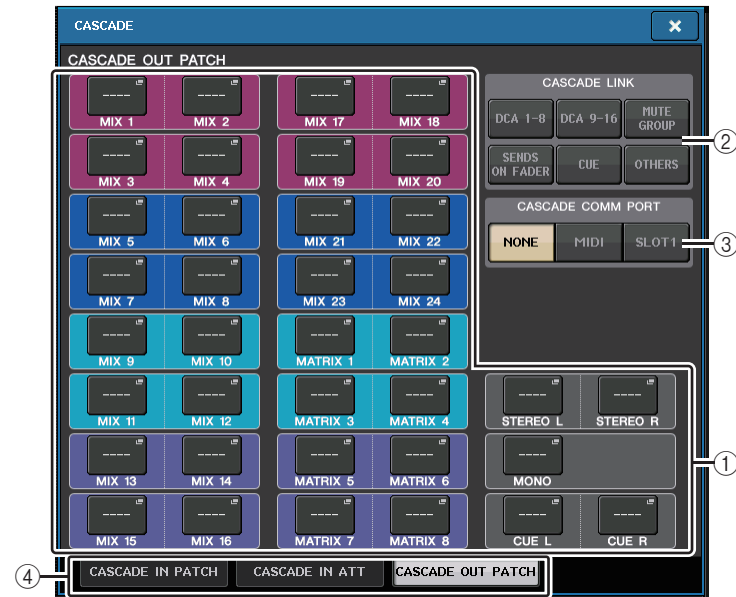 CASCADE
×
CASCADE OUT PATCH
---- ---- ---- ----
MIX 1 MIX 2 MIX 17 MIX 18
---- ---- ---- ----
MIX 3 MIX 4 MIX 19 MIX 20
---- ---- ---- ----
MIX 5 MIX 6 MIX 21 MIX 22
---- ---- ---- ----
MIX 7 MIX 8 MIX 23 MIX 24
---- ---- ---- ----
MIX 9 MIX 10 MATRIX 1 MATRIX 2
---- ---- ---- ----
MIX 11 MIX 12 MATRIX 3 MATRIX 4
---- ---- ---- ----
MIX 13 MIX 14 MATRIX 5 MATRIX 6
---- ---- ---- ----
MIX 15 MIX 16 MATRIX 7 MATRIX 8
CASCADE LINK
DCA 1-8 DCA 9-16 MUTE GROUP
SENDS ON FADER CUE OTHERS
②
CASCADE COMM PORT
NONE MIDI SLOT1
③
---- ----
STEREO L STEREO R
----
MONO
①
---- ----
CUE L CUE R
④
CASCADE IN PATCH CASCADE IN ATT CASCADE OUT PATCH